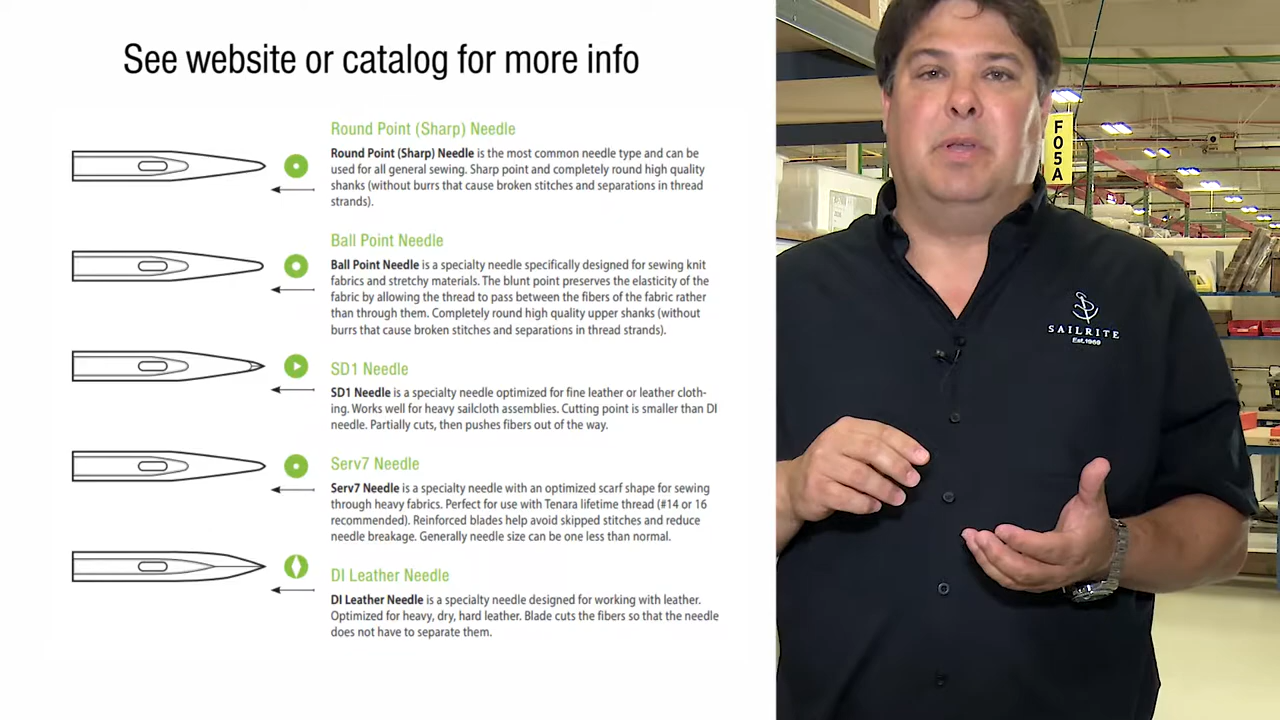 See website or catalog for more info
Round Point (Sharp) Needle
Round Point (Sharp) Needle is the most common needle type and can be
used for all general sewing. Sharp point and completely round high quality
shanks (without burrs that cause broken stitches and separations in thread
strands).
Ball Point Needle
Ball Point Needle is a specialty needle specifically designed for sewing knit
fabrics and stretchy materials. The blunt point preserves the elasticity of the
fabric by allowing the thread to pass between the fibers of the fabric rather
than through them. Completely round high quality upper shanks (without
burrs that cause broken stitches and separations in thread strands).
SD1 Needle
SD1 Needle is a specialty needle optimized for fine leather or leather cloth-
ing. Works well for heavy sailcloth assemblies. Cutting point is smaller than DI
needle. Partially cuts, then pushes fibers out of the way.
Serv7 Needle
Serv7 Needle is a specialty needle with an optimized scarf shape for sewing
through heavy fabrics. Perfect for use with Tenara lifetime thread (#14 or 16
recommended). Reinforced blades help avoid skipped stitches and reduce
needle breakage. Generally needle size can be one less than normal.
DI Leather Needle
DI Leather Needle is a specialty needle designed for working with leather.
Optimized for heavy, dry, hard leather. Blade cuts the fibers so that the needle
does not have to separate them.
F05A
SAILRITE
Est.1969